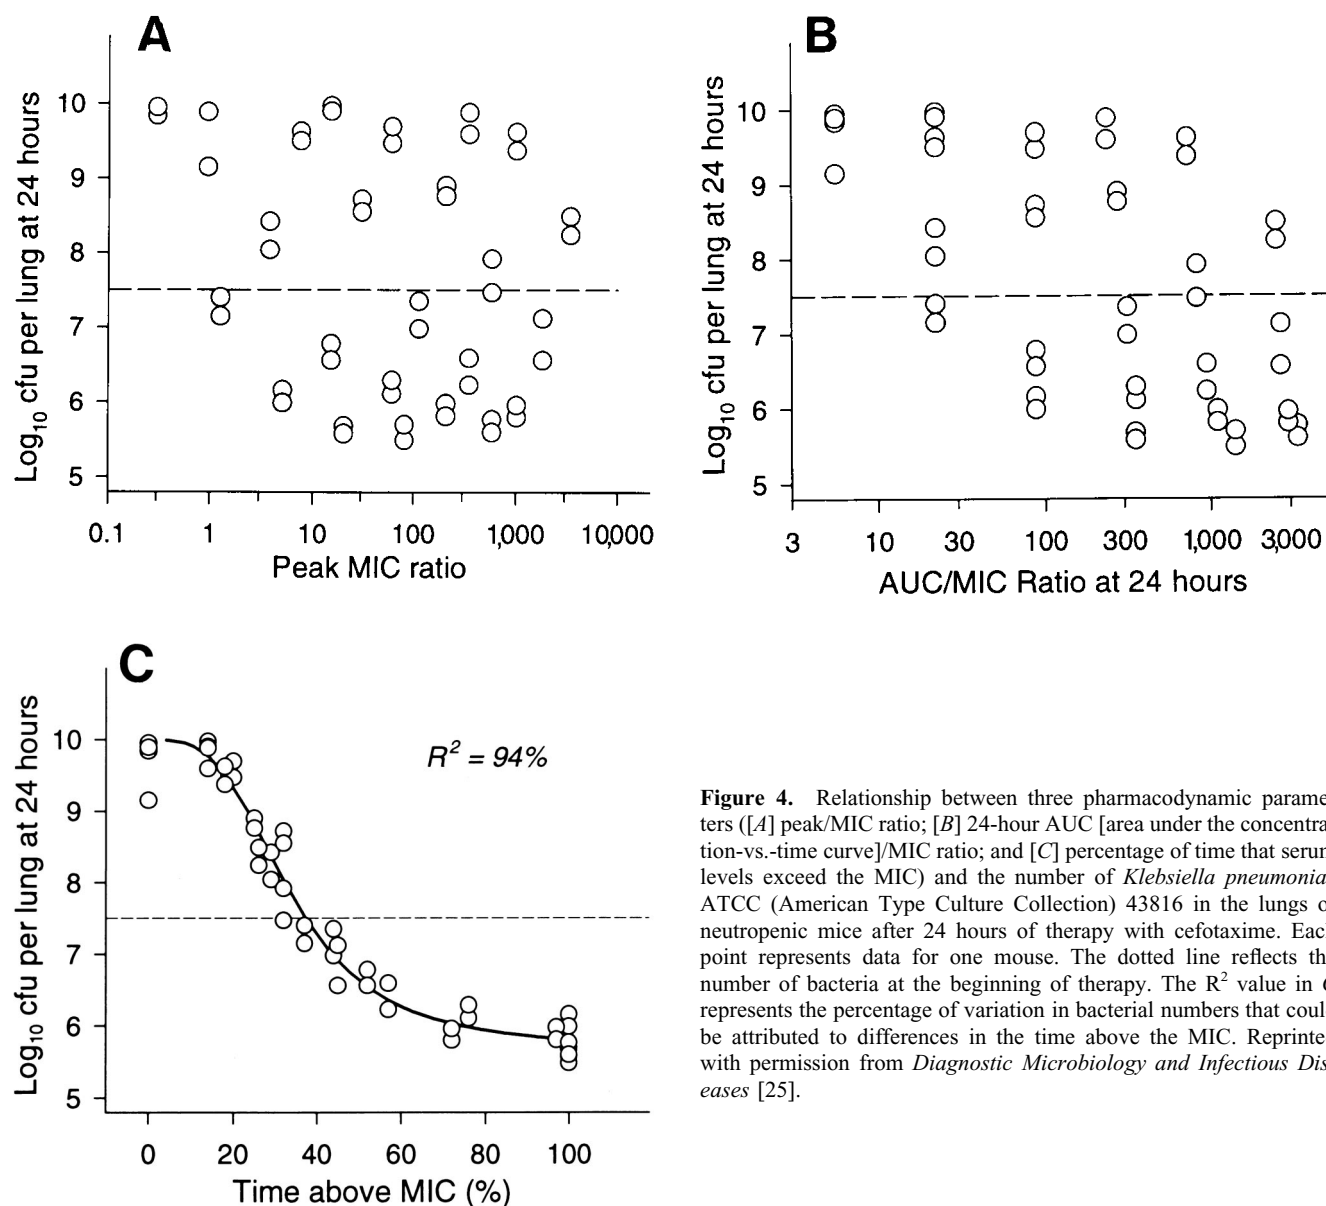 A
Log10 cfu per lung at 24 hours
10
9
8
7
6
5
0.1 1 10 100 1,000 10,000
Peak MIC ratio
B
Log10 cfu per lung at 24 hours
10
9
8
7
6
5
3 10 30 100 300 1,000 3,000
AUC/MIC Ratio at 24 hours
C
Log10 cfu per lung at 24 hours
R2 = 94%
10
9
8
7
6
5
0 20 40 60 80 100
Time above MIC (%)
Figure 4. Relationship between three pharmacodynamic parame-
ters ([A] peak/MIC ratio; [B] 24-hour AUC [area under the concentra-
tion-vs.-time curve]/MIC ratio; and [C] percentage of time that serum
levels exceed the MIC) and the number of Klebsiella pneumonia
ATCC (American Type Culture Collection) 43816 in the lungs o
neutropenic mice after 24 hours of therapy with cefotaxime. Eac
point represents data for one mouse. The dotted line reflects th
number of bacteria at the beginning of therapy. The R2 value in
represents the percentage of variation in bacterial numbers that coul
be attributed to differences in the time above the MIC. Reprinte
with permission from Diagnostic Microbiology and Infectious Dis
eases [25].